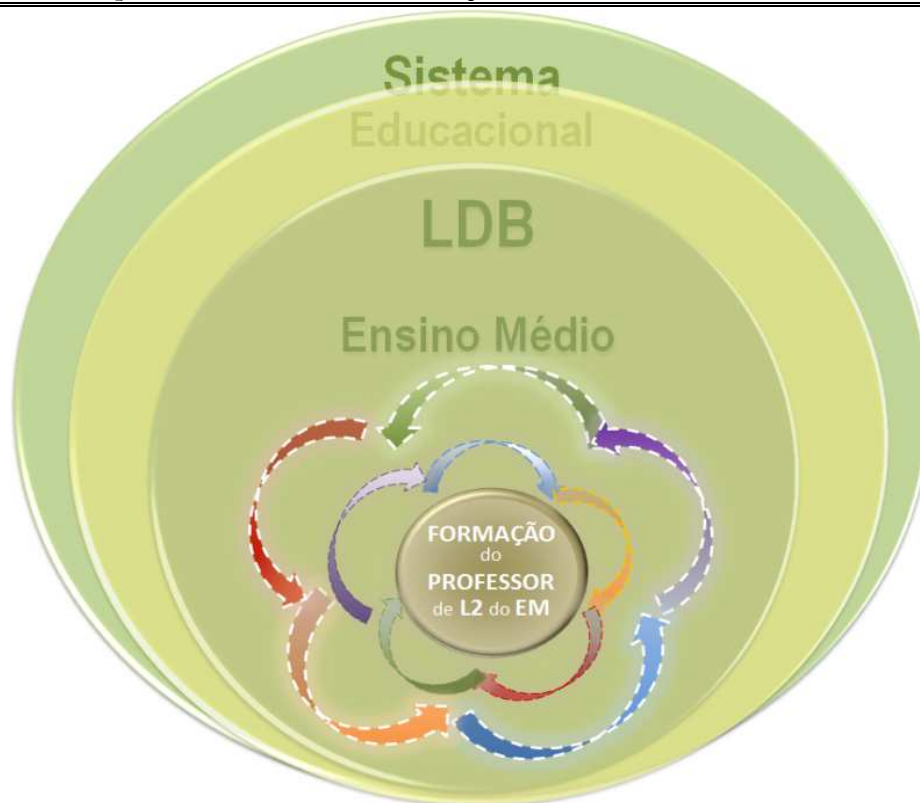 Sistema
Educacional
LDB
Ensino Médio
FORMAÇÃO
do
PROFESSOR
de L2 do EM